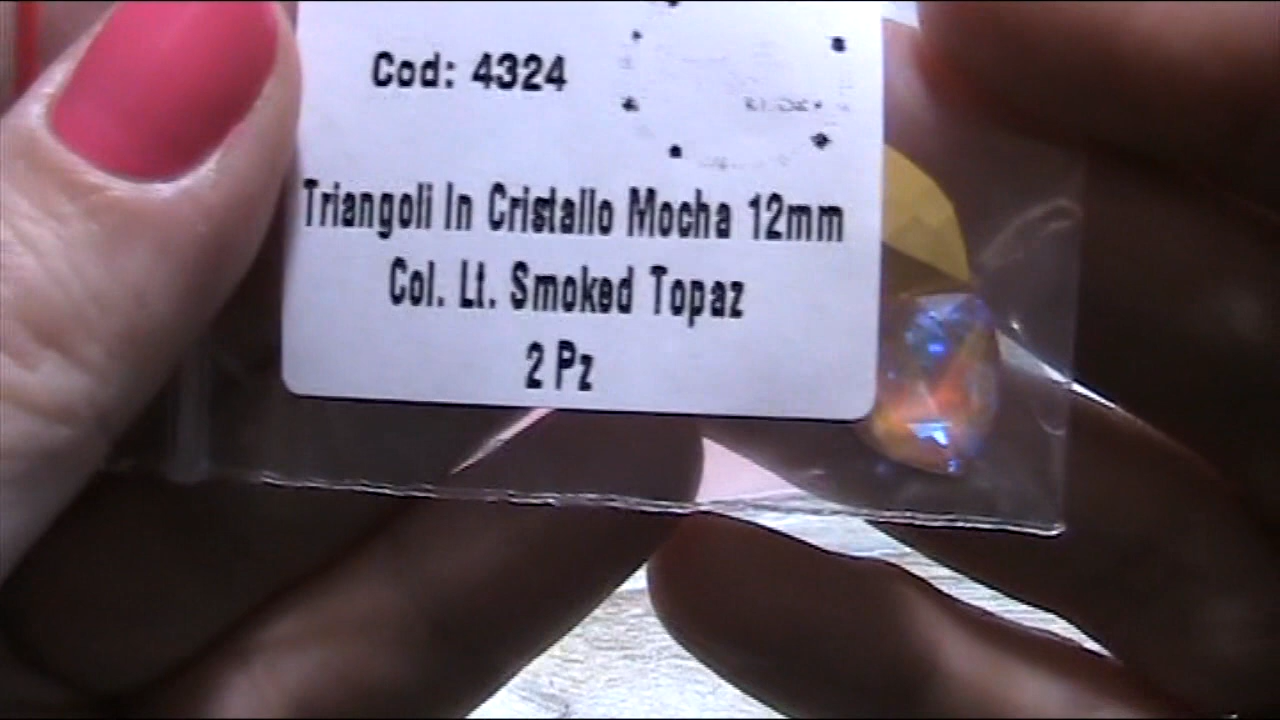 Cod: 4324
Triangoli In Cristallo Mocha 12mm
Col. Lt. Smoked Topaz
2 Pz